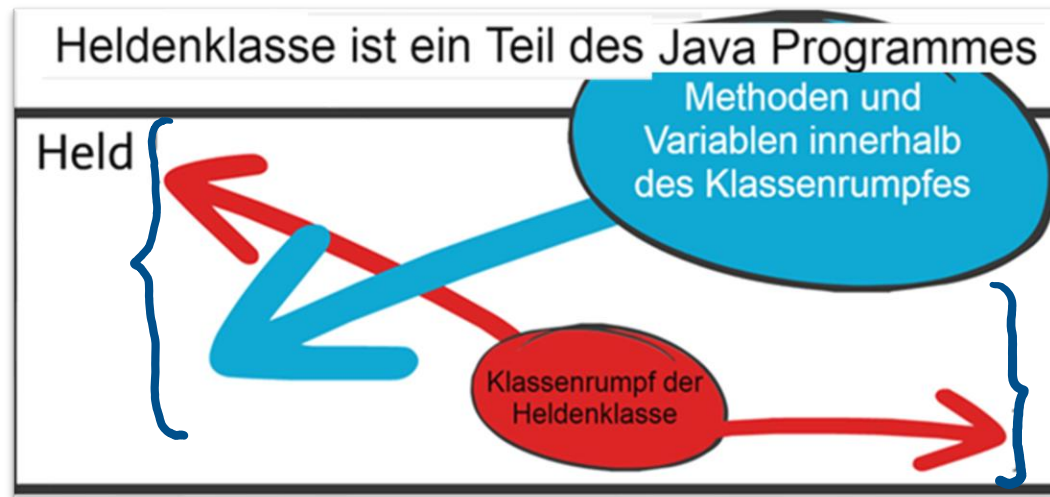 Heldenklasse ist ein Teil des Java Programmes
Methoden und
Variablen innerhalb
des Klassenrumpfes
Held {
Klassenrumpf der
Heldenklasse
}